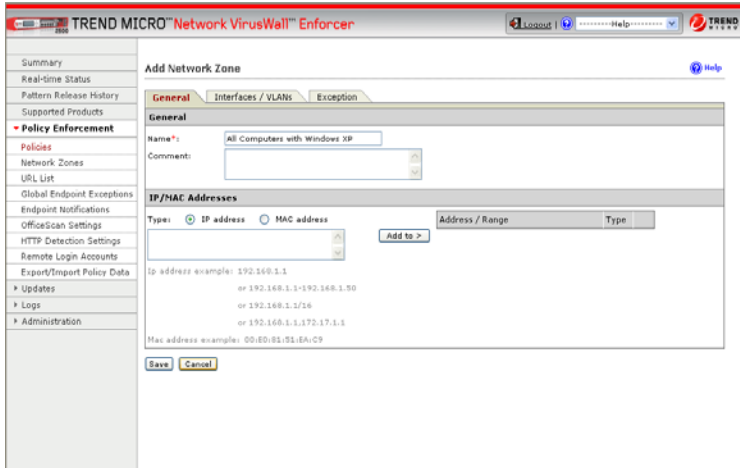 2500 TREND MICRO™ Network VirusWall™ Enforcer
Logout | ----------Help----------
TREND MICRO
Summary
Real-time Status
Pattern Release History
Supported Products
Policy Enforcement
Policies
Network Zones
URL List
Global Endpoint Exceptions
Endpoint Notifications
OfficeScan Settings
HTTP Detection Settings
Remote Login Accounts
Export/Import Policy Data
Updates
Logs
Administration
Add Network Zone
Help
General Interfaces / VLANs Exception
General
Name*: All Computers with Windows XP
Comment:
IP/MAC Addresses
Type: IP address MAC address
Add to >
Address / Range Type
Ip address example: 192.168.1.1
or 192.168.1.1-192.168.1.50
or 192.168.1.1/16
or 192.168.1.1,172.17.1.1
Mac address example: 00:E0:81:51:EA:C9
Save Cancel